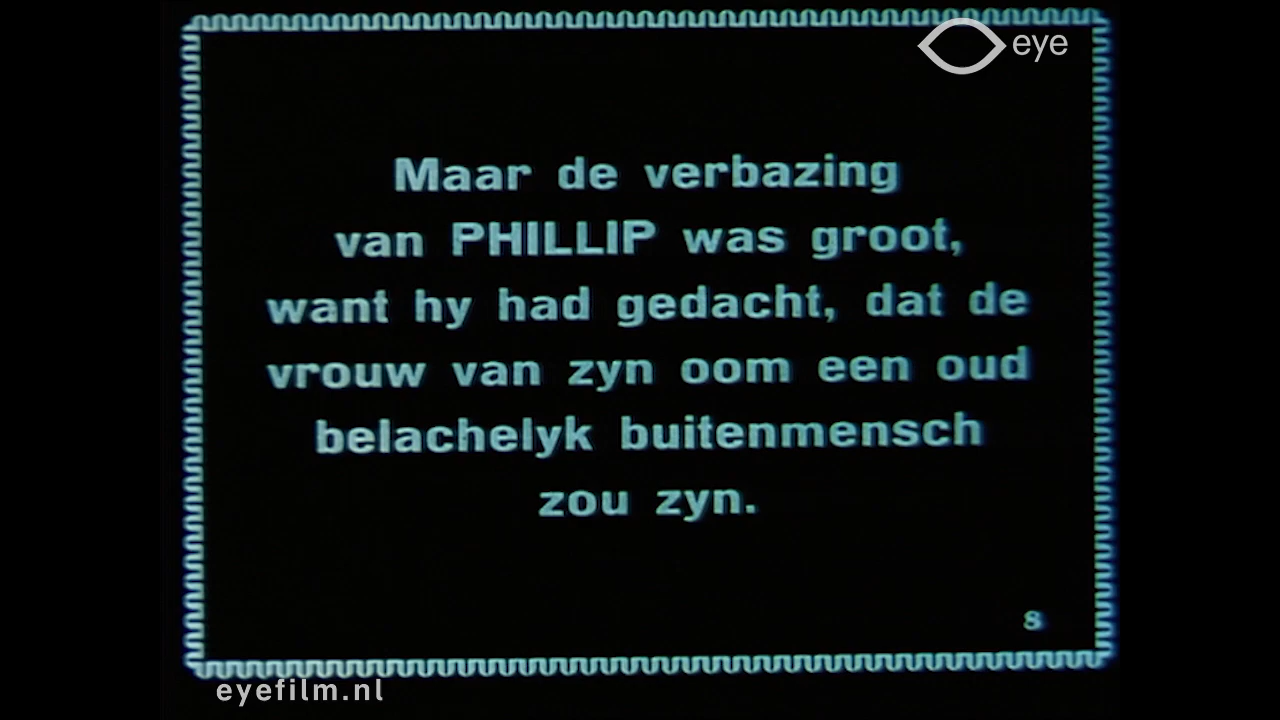 eye
Maar de verbazing
van PHILLIP was groot,
want hy had gedacht, dat de
vrouw van zyn oom een oud
belachelyk buitenmensch
zou zyn.
8
eyefilm.nl